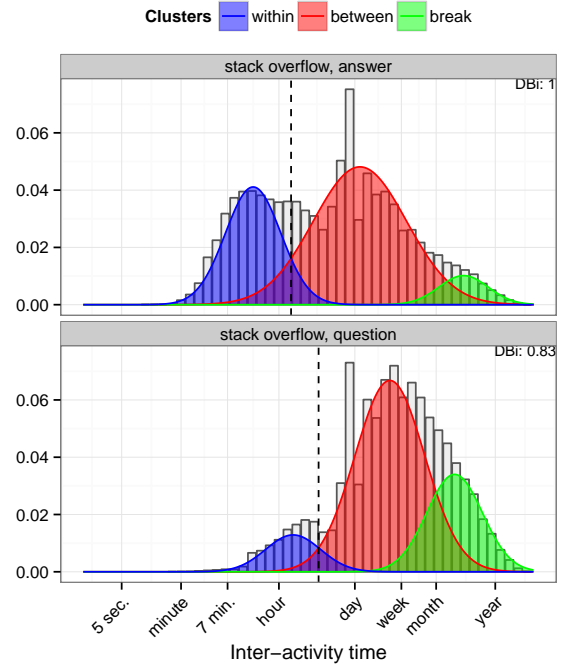 Clusters within between break
stack overflow, answer
DBi: 1
0.06
0.04
0.02
0.00
stack overflow, question
DBi: 0.83
0.06
0.04
0.02
0.00
5 sec. minute 7 min. hour day week month year
Inter−activity time